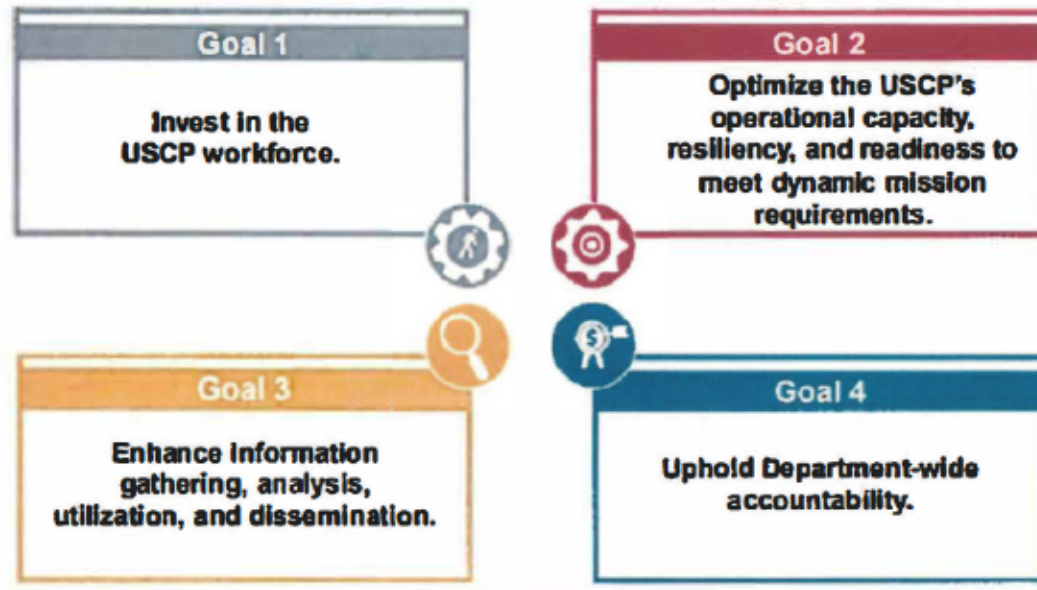 Goal 1
Invest in the
USCP workforce.
Goal 2
Optimize the USCP's
operational capacity,
resiliency, and readiness to
meet dynamic mission
requirements.
Goal 3
Enhance Information
gathering, analysis,
utilization, and dissemination.
$
Goal 4
Uphold Department-wide
accountability.